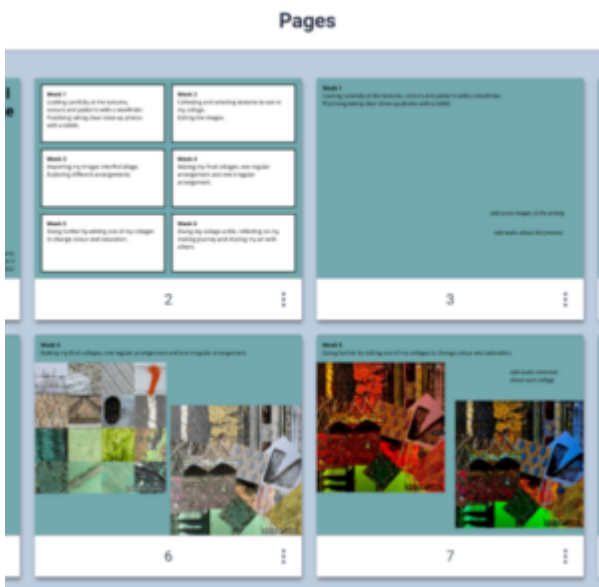 Pages
l
e
Week 1
Looking carefully at the textures,
colours and patterns with a viewfinder.
Practising taking clear close-up photos
with a tablet.
Week 2
Collecting and selecting textures to use in
my collage.
Editing the images.
Week 3
Importing my images into PicCollage.
Exploring different arrangements.
Week 4
Making my final collages, one regular
arrangement and one irregular
arrangement.
Week 5
Going further by editing one of my collages
to change colour and saturation.
Week 6
Giving my collage a title, reflecting on my
making journey and sharing my art with
others.
2
Week 1
Looking carefully at the textures, colours and patterns with a viewfinder.
Practising taking clear close-up photos with a tablet.
add some images of the activity
add audio about the process
3
Week 4
Making my final collages, one regular arrangement and one irregular arrangement.
6
Week 5
Going further by editing one of my collages to change colour and saturation.
add audio comment
about each collage
7